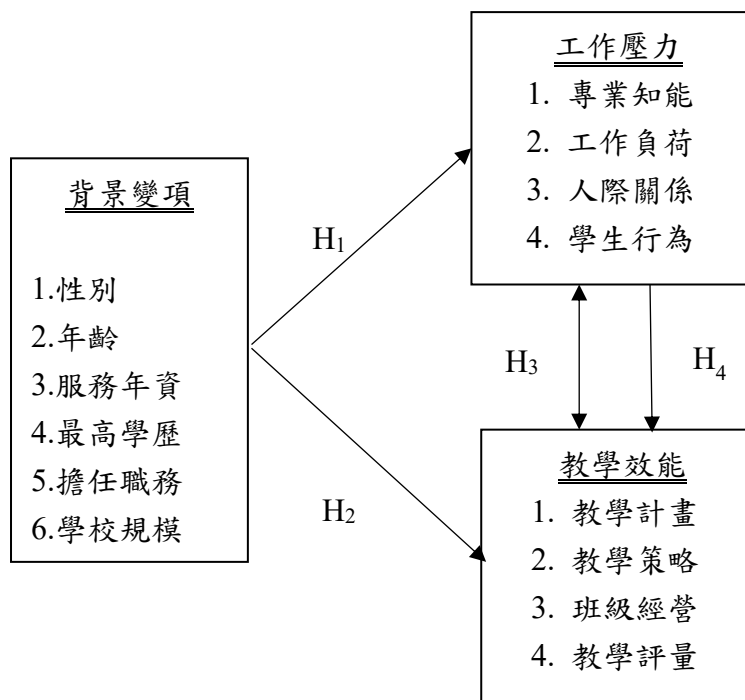 工作壓力
1. 專業知能
2. 工作負荷
3. 人際關係
4. 學生行為
背景變項
1.性別
2.年齡
3.服務年資
4.最高學歷
5.擔任職務
6.學校規模
H₁
H₂
H₃
H₄
教學效能
1. 教學計畫
2. 教學策略
3. 班級經營
4. 教學評量